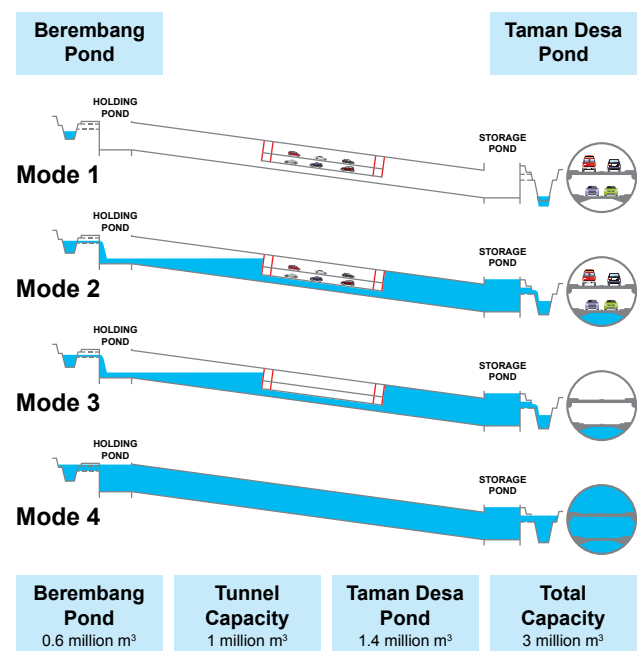 Berembang
Pond
Taman Desa
Pond
HOLDING
POND
STORAGE
POND
Mode 1
HOLDING
POND
STORAGE
POND
Mode 2
HOLDING
POND
STORAGE
POND
Mode 3
HOLDING
POND
STORAGE
POND
Mode 4
Berembang
Pond
0.6 million m³
Tunnel
Capacity
1 million m³
Taman Desa
Pond
1.4 million m³
Total
Capacity
3 million m³